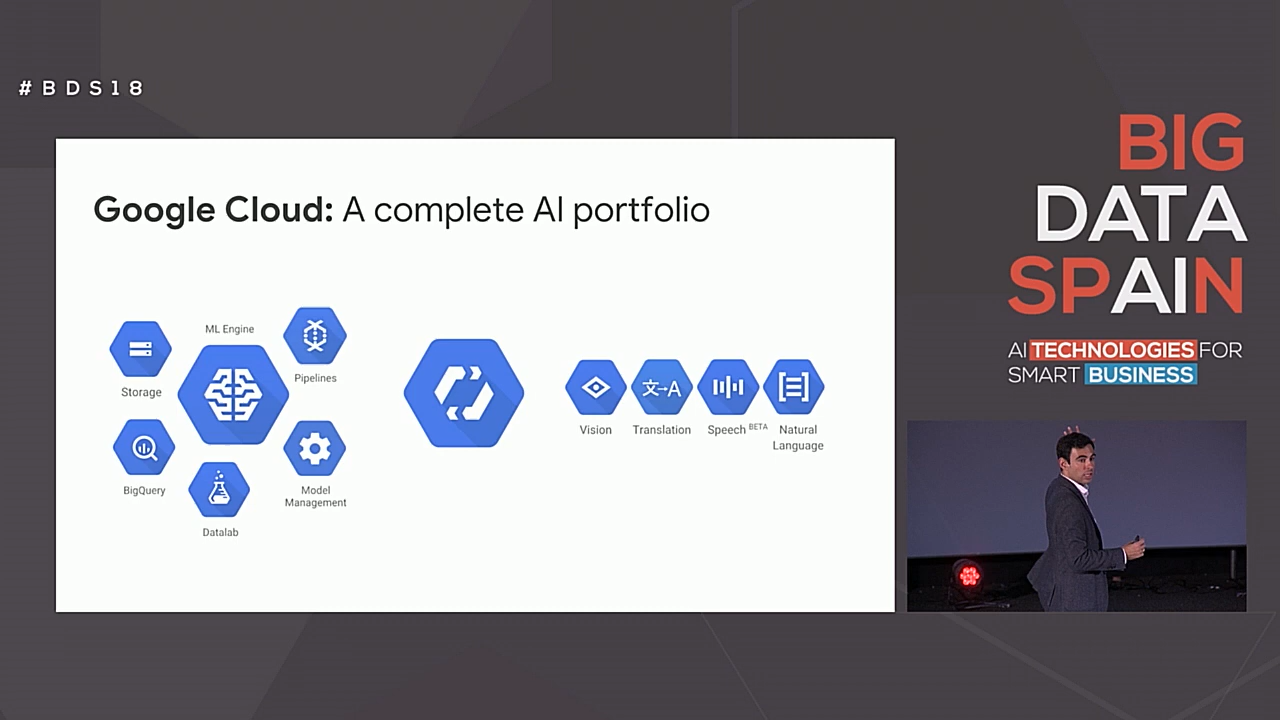 #BDS18
Google Cloud: A complete AI portfolio
ML Engine
Storage
Pipelines
BigQuery
Model
Management
Datalab
文→A
Vision
Translation
Speech BETA
Natural
Language
BIG
DATA
SPAIN
AI TECHNOLOGIES FOR
SMART BUSINESS